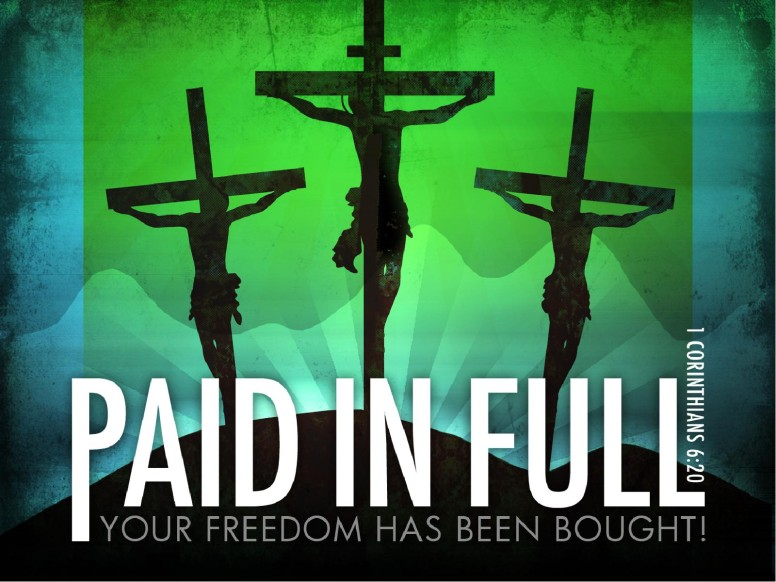 PAID IN FULL
YOUR FREEDOM HAS BEEN BOUGHT!
1 CORINTHIANS 6:20